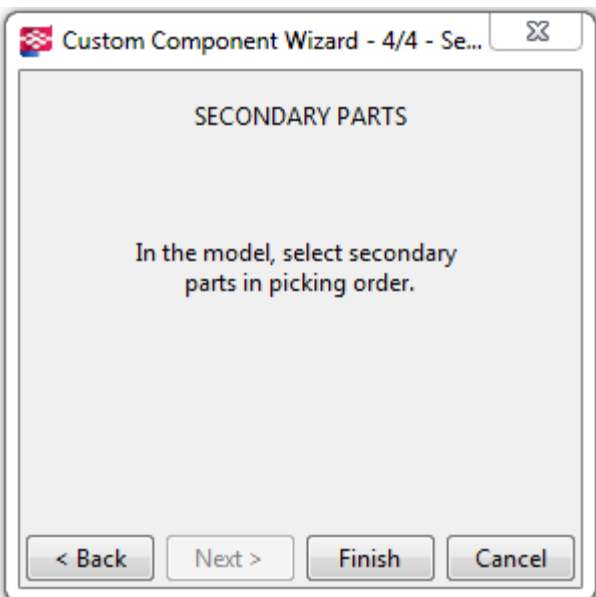 Custom Component Wizard - 4/4 - Se...
SECONDARY PARTS
In the model, select secondary
parts in picking order.
< Back Next > Finish Cancel